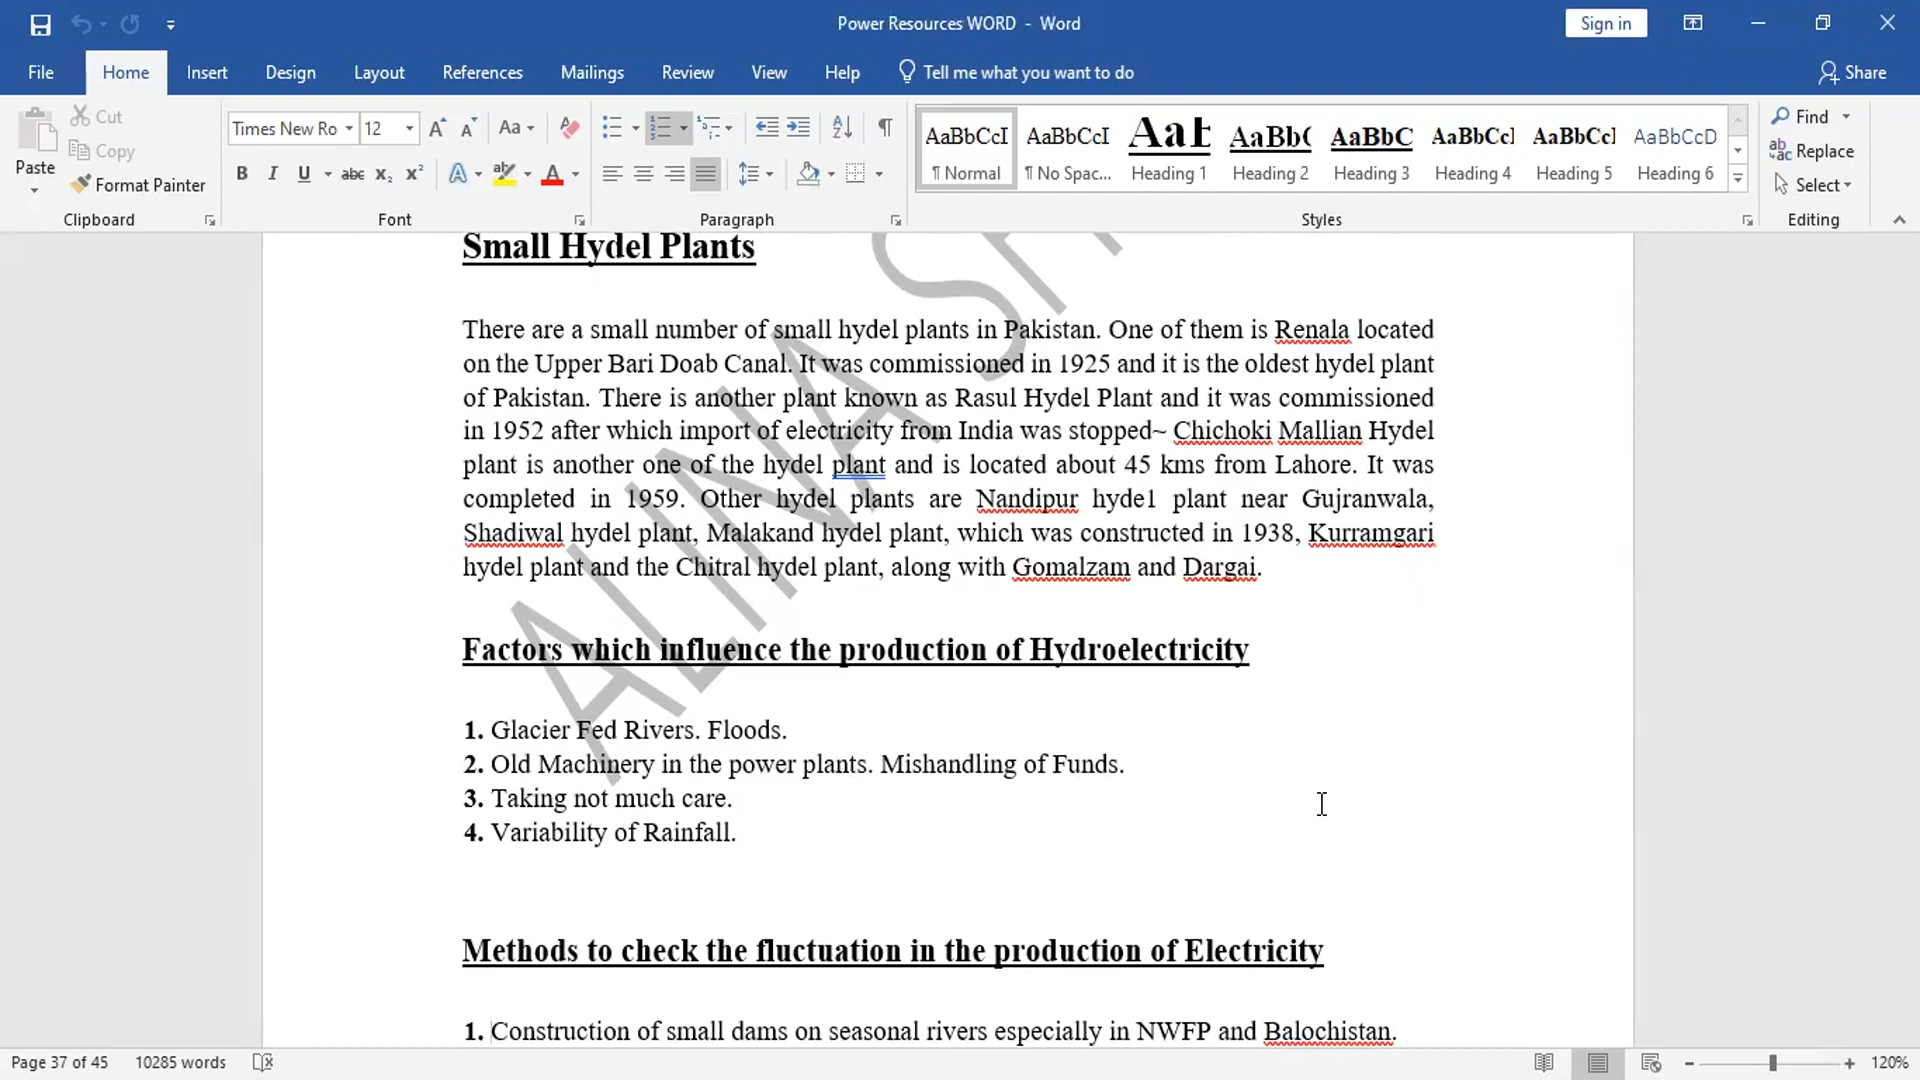 Power Resources WORD - Word
Sign in
File Home Insert Design Layout References Mailings Review View Help Tell me what you want to do Share
Paste Cut Copy Format Painter
Times New Ro 12
AaBbCcI ¶ Normal
AaBbCcI ¶ No Spac...
Heading 1
AaBb( Heading 2
AaBbC Heading 3
AaBbCcI Heading 4
AaBbCcI Heading 5
AaBbCcD Heading 6
Find
Replace
Select
Clipboard Font Paragraph Styles Editing
Small Hydel Plants
There are a small number of small hydel plants in Pakistan. One of them is Renala located
on the Upper Bari Doab Canal. It was commissioned in 1925 and it is the oldest hydel plant
of Pakistan. There is another plant known as Rasul Hydel Plant and it was commissioned
in 1952 after which import of electricity from India was stopped~ Chichoki Mallian Hydel
plant is another one of the hydel plant and is located about 45 kms from Lahore. It was
completed in 1959. Other hydel plants are Nandipur hyde1 plant near Gujranwala,
Shadiwal hydel plant, Malakand hydel plant, which was constructed in 1938, Kurramgari
hydel plant and the Chitral hydel plant, along with Gomalzam and Dargai.
Factors which influence the production of Hydroelectricity
1. Glacier Fed Rivers. Floods.
2. Old Machinery in the power plants. Mishandling of Funds.
3. Taking not much care.
4. Variability of Rainfall.
Methods to check the fluctuation in the production of Electricity
1. Construction of small dams on seasonal rivers especially in NWFP and Balochistan.
ALINA
Page 37 of 45 10285 words 120%